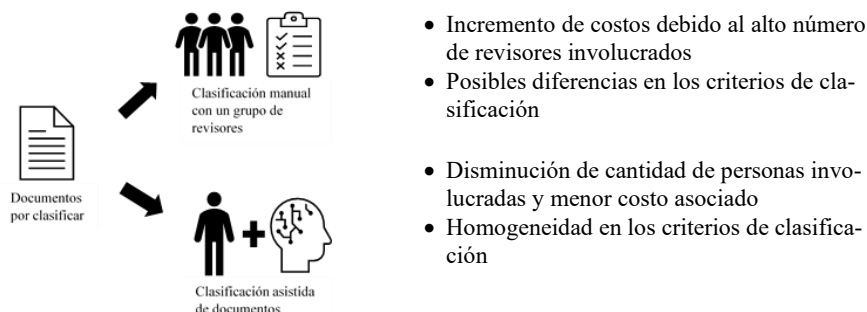 Clasificación manual
con un grupo de
revisores
• Incremento de costos debido al alto número
de revisores involucrados
• Posibles diferencias en los criterios de cla-
sificación
Documentos
por clasificar
Clasificación asistida
de documentos
• Disminución de cantidad de personas invo-
lucradas y menor costo asociado
• Homogeneidad en los criterios de clasifica-
ción